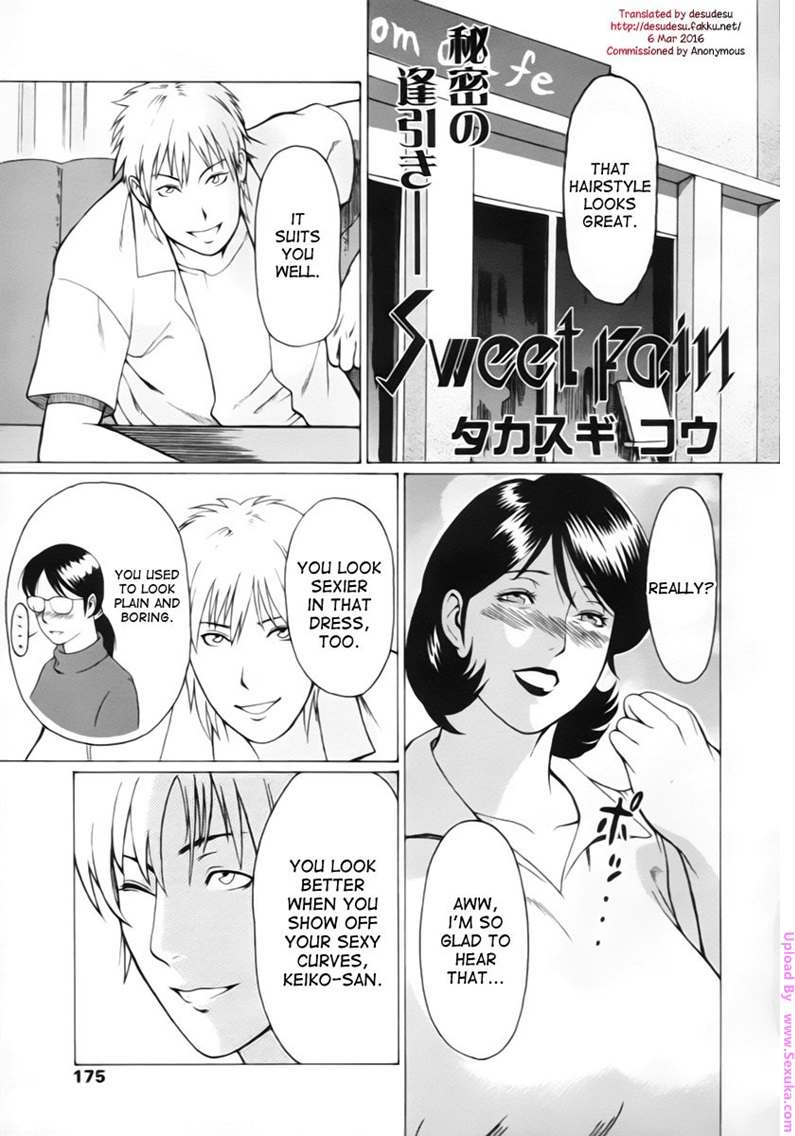 Translated by desudesu
http://desudesu.fakku.net/
6 Mar 2016
Commissioned by Anonymous
om cafe
秘密の
逢引き――
THAT
HAIRSTYLE
LOOKS
GREAT.
Sweet Pain
タカスギ コウ
IT
SUITS
YOU
WELL.
REALLY?
ポッ…
AWW,
I'M SO
GLAD TO
HEAR
THAT...
YOU LOOK
SEXIER
IN THAT
DRESS,
TOO.
YOU USED
TO LOOK
PLAIN AND
BORING.
YOU LOOK
BETTER
WHEN YOU
SHOW OFF
YOUR SEXY
CURVES,
KEIKO-SAN.
175
Upload By www.Sexuka.com